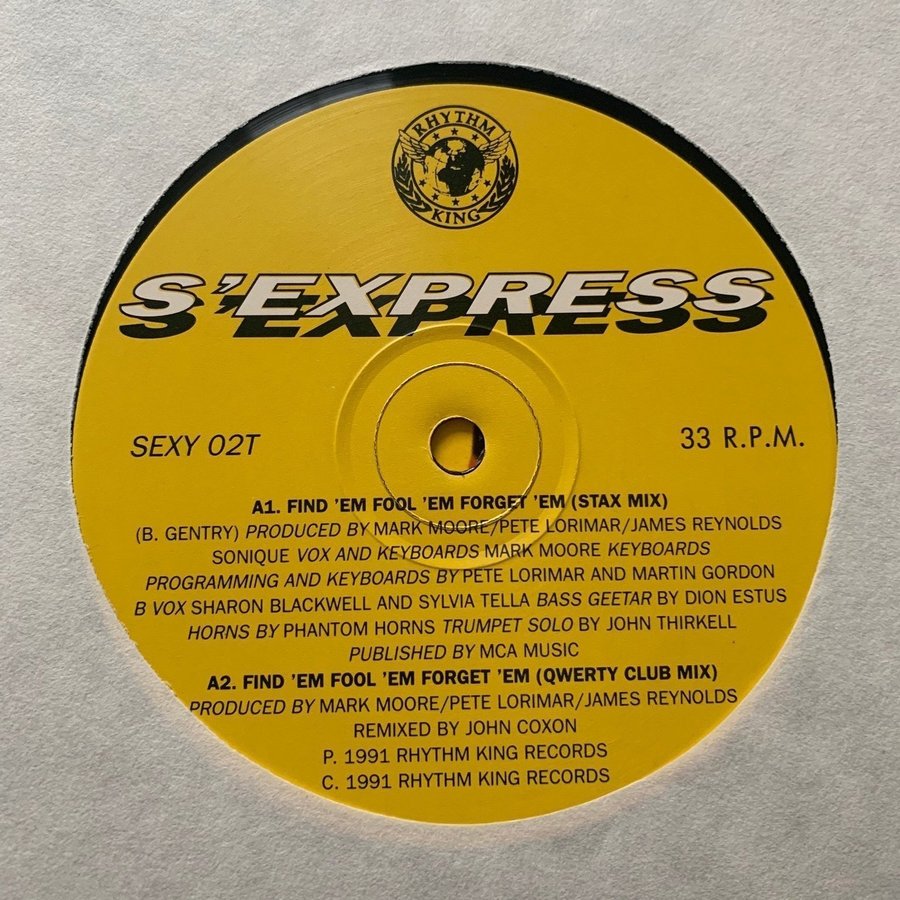 RHYTHM
KING
S'EXPRESS
SEXY 02T
33 R.P.M.
A1. FIND 'EM FOOL 'EM FORGET 'EM (STAX MIX)
(B. GENTRY) PRODUCED BY MARK MOORE/PETE LORIMAR/JAMES REYNOLDS
SONIQUE VOX AND KEYBOARDS MARK MOORE KEYBOARDS
PROGRAMMING AND KEYBOARDS BY PETE LORIMAR AND MARTIN GORDON
B VOX SHARON BLACKWELL AND SYLVIA TELLA BASS GEETAR BY DION ESTUS
HORNS BY PHANTOM HORNS TRUMPET SOLO BY JOHN THIRKELL
PUBLISHED BY MCA MUSIC
A2. FIND 'EM FOOL 'EM FORGET 'EM (QWERTY CLUB MIX)
PRODUCED BY MARK MOORE/PETE LORIMAR/JAMES REYNOLDS
REMIXED BY JOHN COXON
P. 1991 RHYTHM KING RECORDS
C. 1991 RHYTHM KING RECORDS